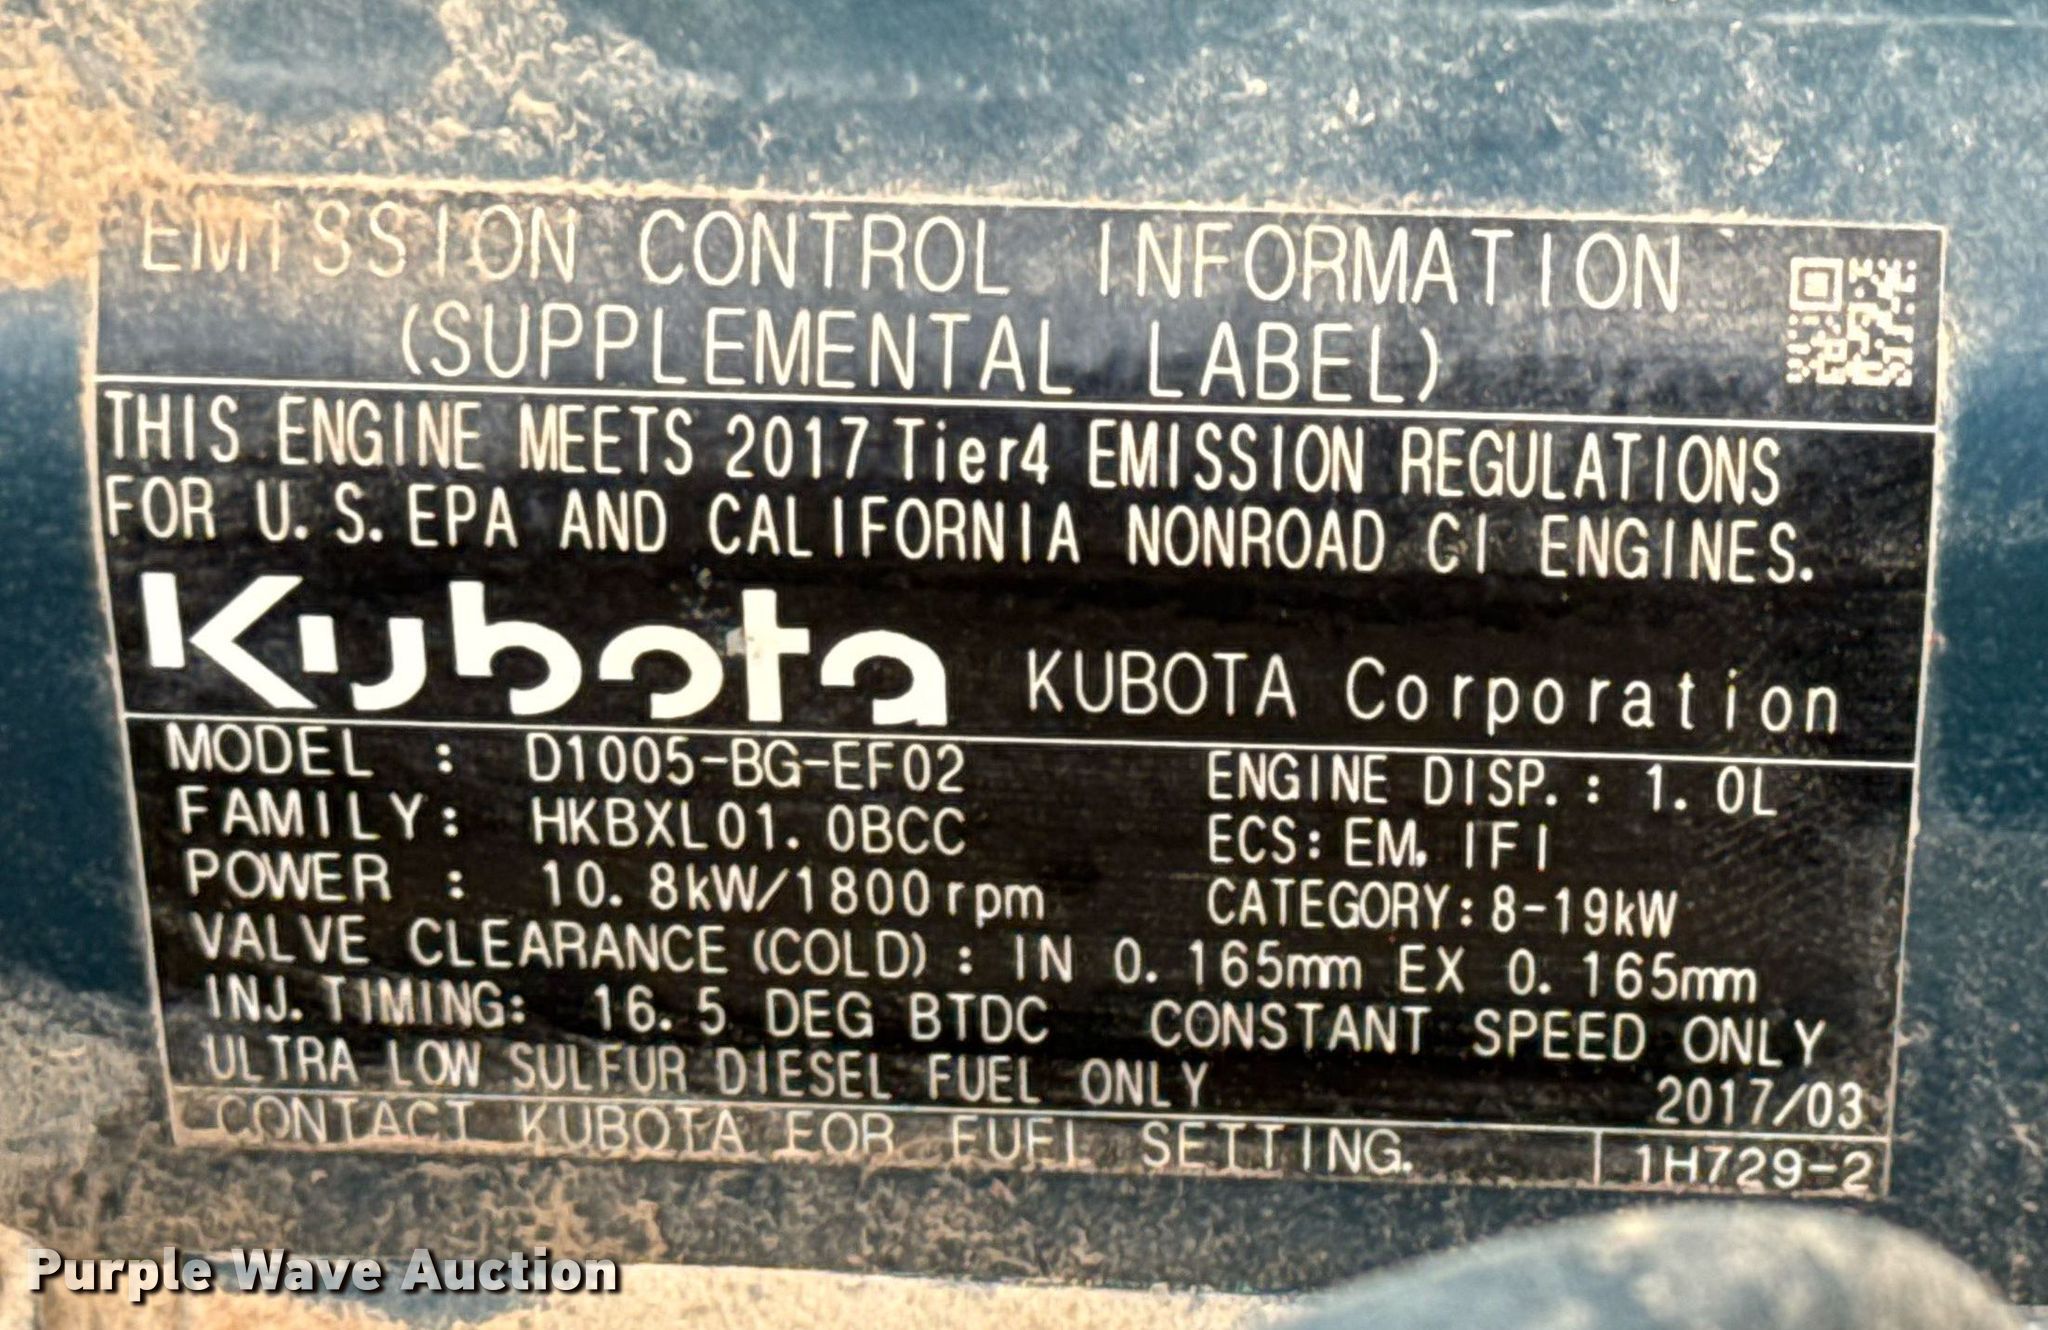 EMISSION CONTROL INFORMATION
(SUPPLEMENTAL LABEL)
THIS ENGINE MEETS 2017 Tier4 EMISSION REGULATIONS
FOR U.S. EPA AND CALIFORNIA NONROAD CI ENGINES.
Kubota KUBOTA Corporation
MODEL : D1005-BG-EF02 ENGINE DISP.: 1.0L
FAMILY: HKBXL01.0BCC ECS: EM, IFI
POWER : 10.8kW/1800rpm CATEGORY: 8-19kW
VALVE CLEARANCE (COLD) : IN 0.165mm EX 0.165mm
INJ. TIMING: 16.5 DEG BTDC CONSTANT SPEED ONLY
ULTRA LOW SULFUR DIESEL FUEL ONLY 2017/03
CONTACT KUBOTA FOR FUEL SETTING. 1H729-2
Purple Wave Auction